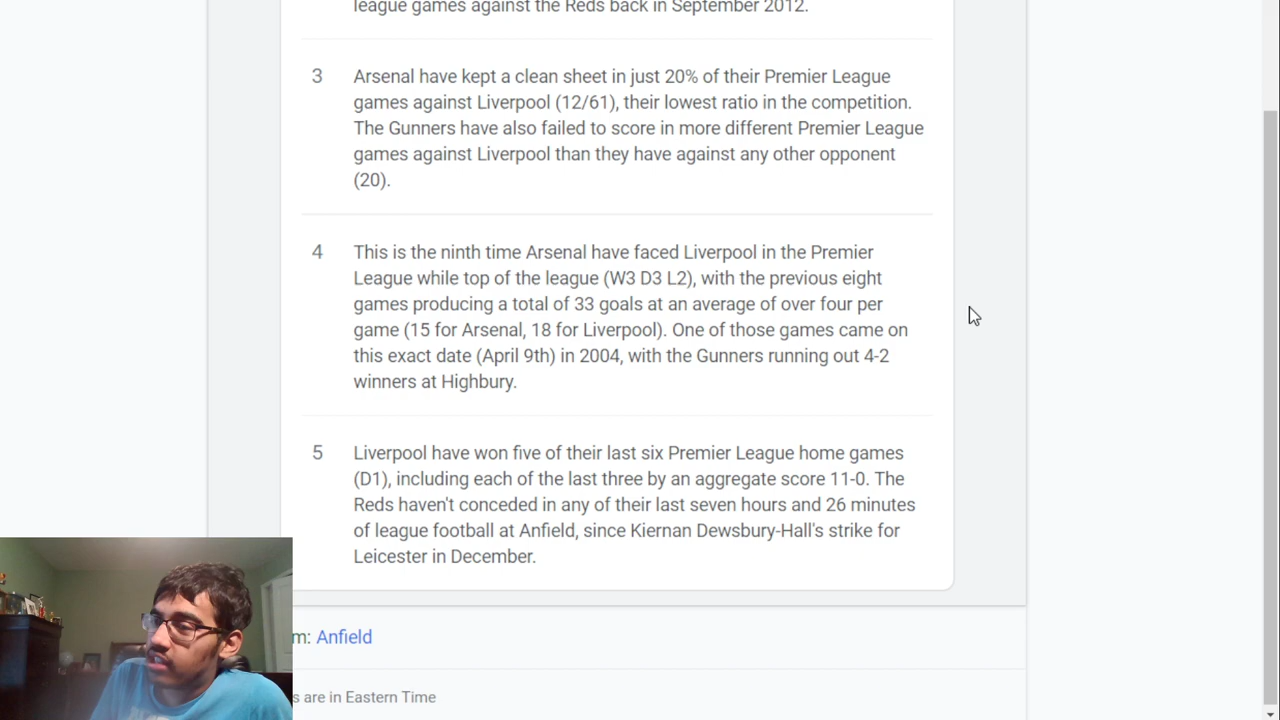 league games against the Reds back in September 2012.
3
Arsenal have kept a clean sheet in just 20% of their Premier League
games against Liverpool (12/61), their lowest ratio in the competition.
The Gunners have also failed to score in more different Premier League
games against Liverpool than they have against any other opponent
(20).
4
This is the ninth time Arsenal have faced Liverpool in the Premier
League while top of the league (W3 D3 L2), with the previous eight
games producing a total of 33 goals at an average of over four per
game (15 for Arsenal, 18 for Liverpool). One of those games came on
this exact date (April 9th) in 2004, with the Gunners running out 4-2
winners at Highbury.
5
Liverpool have won five of their last six Premier League home games
(D1), including each of the last three by an aggregate score 11-0. The
Reds haven't conceded in any of their last seven hours and 26 minutes
of league football at Anfield, since Kiernan Dewsbury-Hall's strike for
Leicester in December.
m: Anfield
s are in Eastern Time